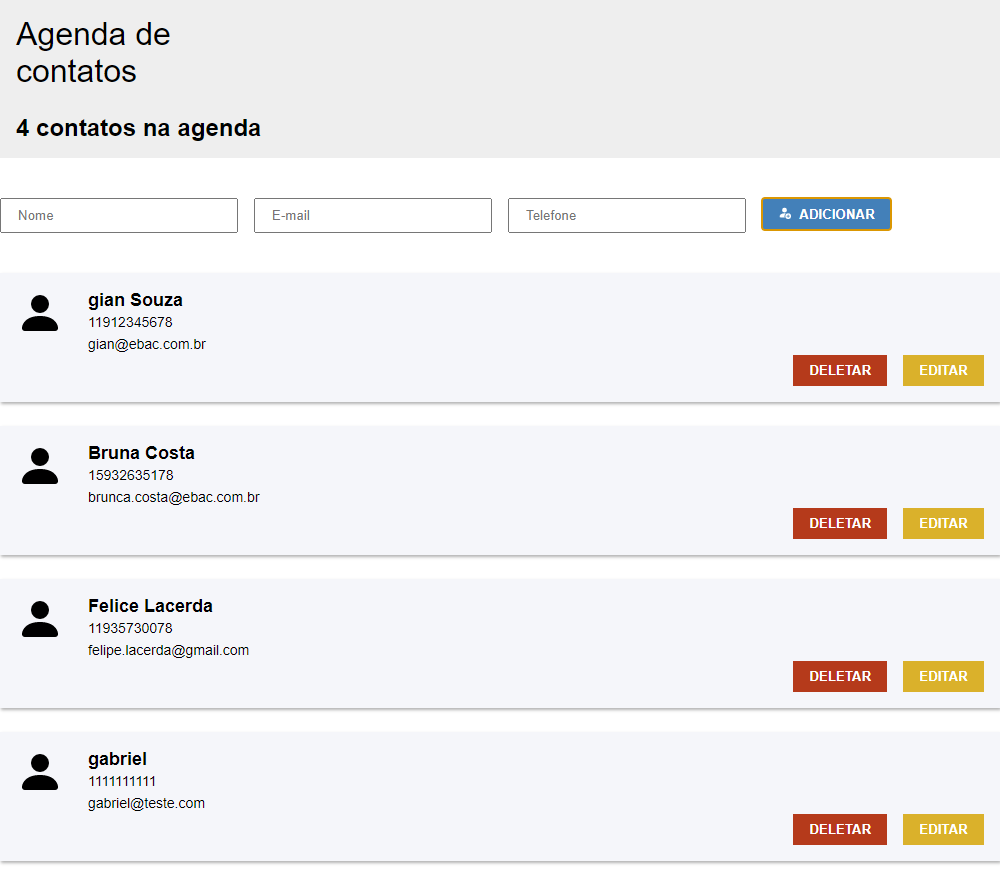 Agenda de
contatos
4 contatos na agenda
Nome
E-mail
Telefone
ADICIONAR
gian Souza
11912345678
gian@ebac.com.br
DELETAR
EDITAR
Bruna Costa
15932635178
brunca.costa@ebac.com.br
DELETAR
EDITAR
Felice Lacerda
11935730078
felipe.lacerda@gmail.com
DELETAR
EDITAR
gabriel
1111111111
gabriel@teste.com
DELETAR
EDITAR